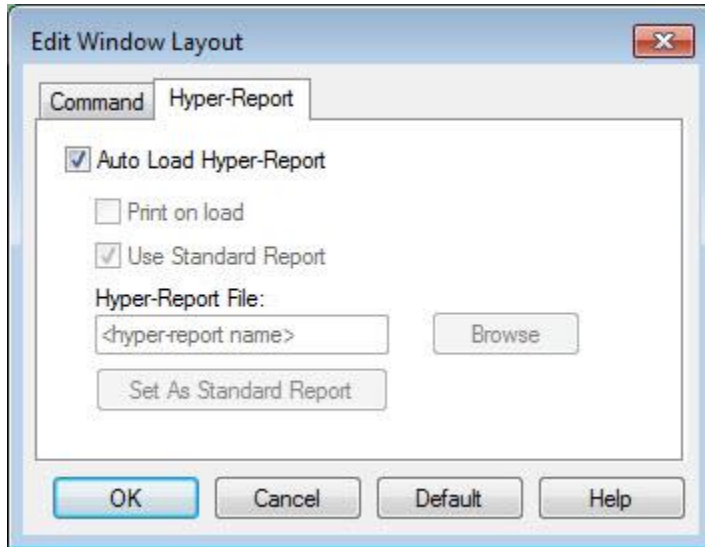 Edit Window Layout
Command Hyper-Report
Auto Load Hyper-Report
Print on load
Use Standard Report
Hyper-Report File:
<hyper-report name> Browse
Set As Standard Report
OK Cancel Default Help